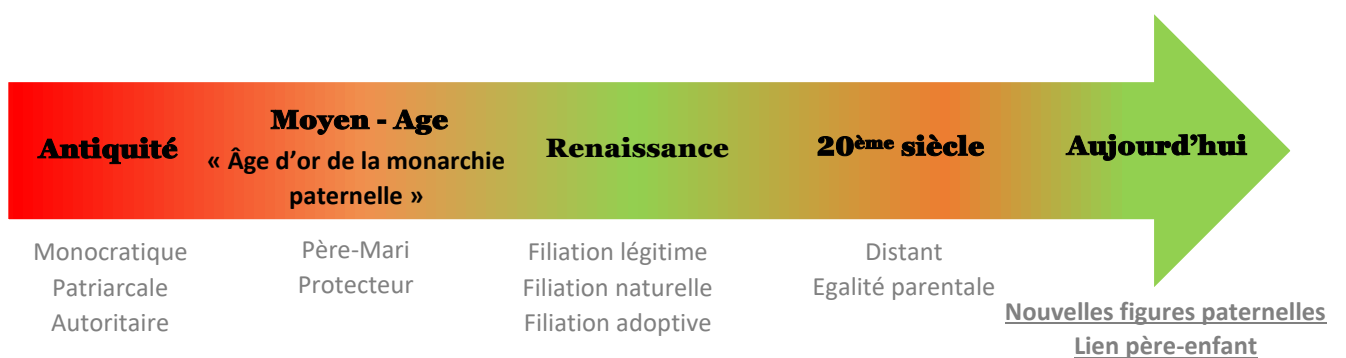 Antiquité
Moyen - Age
« Âge d’or de la monarchie
paternelle »
Renaissance
20ème siècle
Aujourd’hui
Monocratique
Patriarcale
Autoritaire
Père-Mari
Protecteur
Filiation légitime
Filiation naturelle
Filiation adoptive
Distant
Egalité parentale
Nouvelles figures paternelles
Lien père-enfant